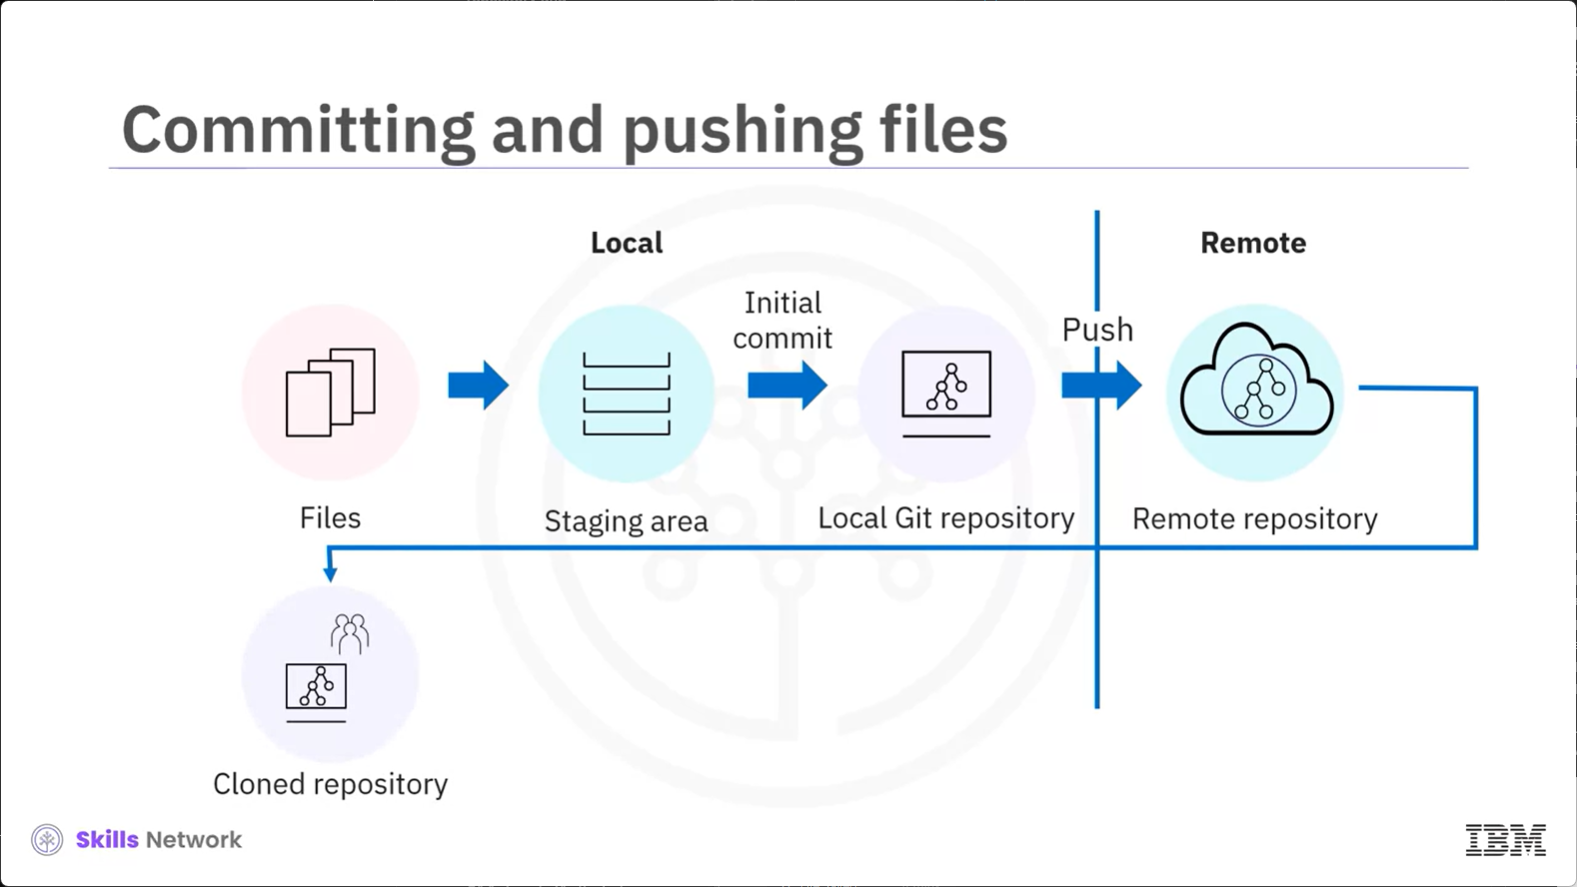 Committing and pushing files
Local
Remote
Initial
commit
Push
Files
Staging area
Local Git repository
Remote repository
Cloned repository
Skills Network
IBM